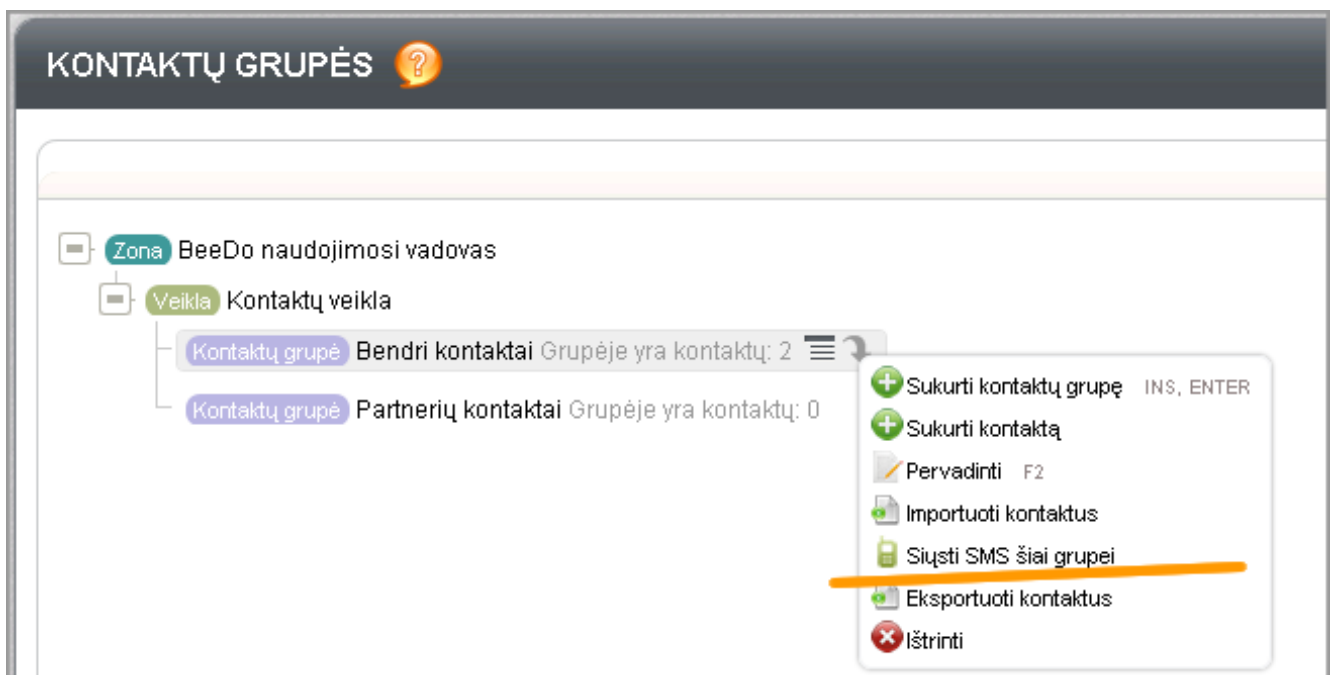 KONTAKTŲ GRUPĖS ?
Zona BeeDo naudojimosi vadovas
Veikla Kontaktų veikla
Kontaktų grupė Bendri kontaktai Grupėje yra kontaktų: 2
Kontaktų grupė Partnerių kontaktai Grupėje yra kontaktų: 0
Sukurti kontaktų grupę INS, ENTER
Sukurti kontaktą
Pervadinti F2
Importuoti kontaktus
Siųsti SMS šiai grupei
Eksportuoti kontaktus
Ištrinti